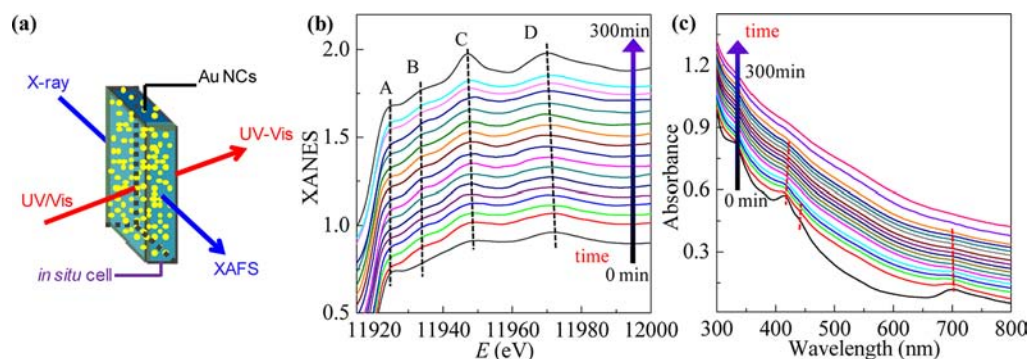 (a)
Au NCs
X-ray
UV-Vis
UV/Vis
XAFS
in situ cell
(b)
XANES
2.0
1.5
1.0
0.5
A
B
C
D
300min
time
0 min
11920
11940
11960
11980
12000
E (eV)
(c)
Absorbance
1.2
0.9
0.6
0.3
time
300min
0 min
300
400
500
600
700
800
Wavelength (nm)